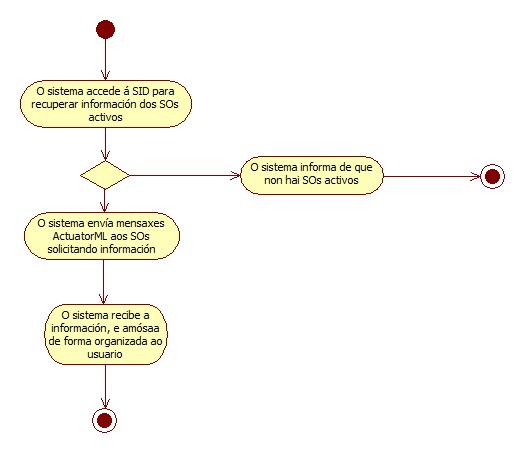 O sistema accede á SID para
recuperar información dos SOs
activos
O sistema informa de que
non hai SOs activos
O sistema envía mensaxes
ActuatorML aos SOs
solicitando información
O sistema recibe a
información, e amósaa
de forma organizada ao
usuario